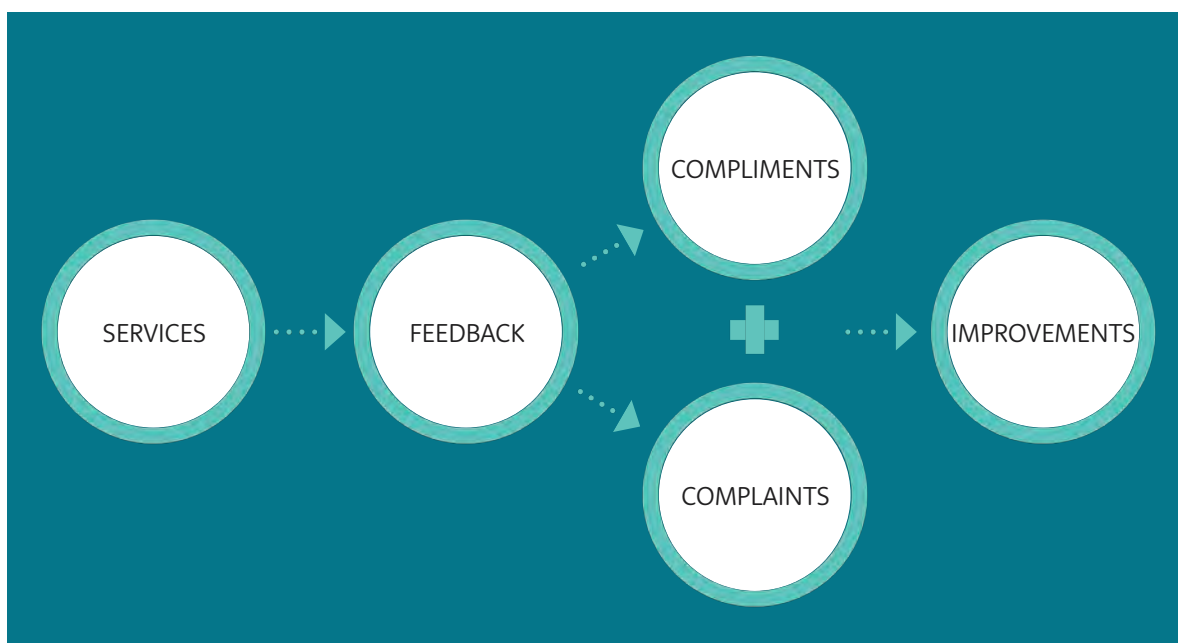 SERVICES
FEEDBACK
COMPLIMENTS
COMPLAINTS
IMPROVEMENTS